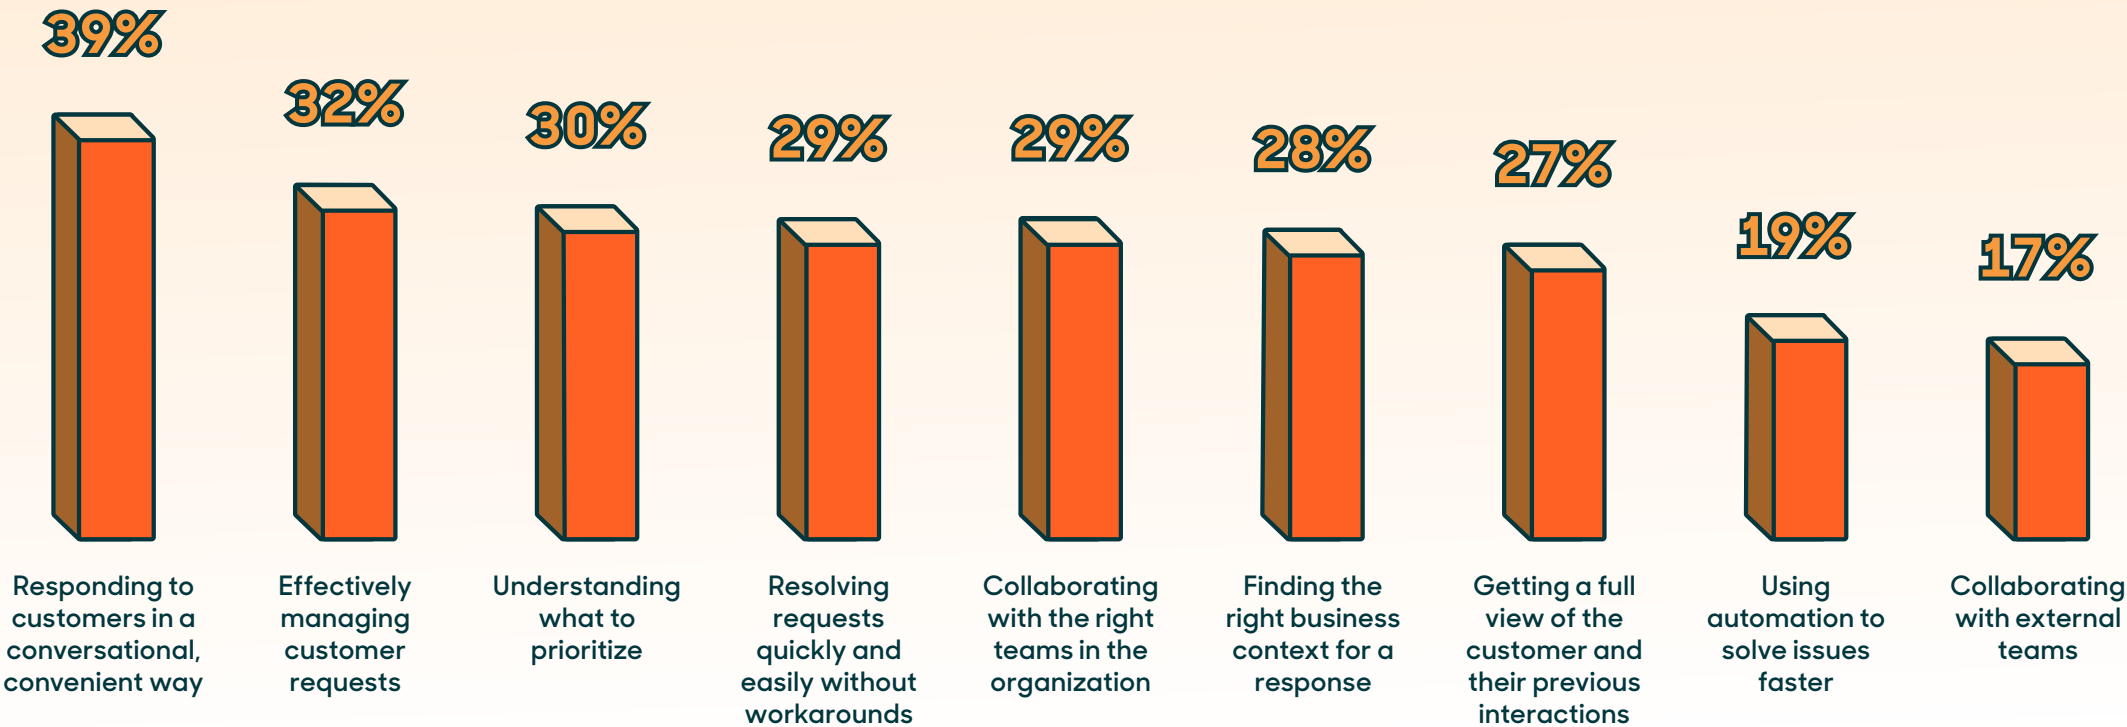 39%
32%
30%
29%
29%
28%
27%
19%
17%
Responding to
customers in a
conversational,
convenient way
Effectively
managing
customer
requests
Understanding
what to
prioritize
Resolving
requests
quickly and
easily without
workarounds
Collaborating
with the right
teams in the
organization
Finding the
right business
context for a
response
Getting a full
view of the
customer and
their previous
interactions
Using
automation to
solve issues
faster
Collaborating
with external
teams